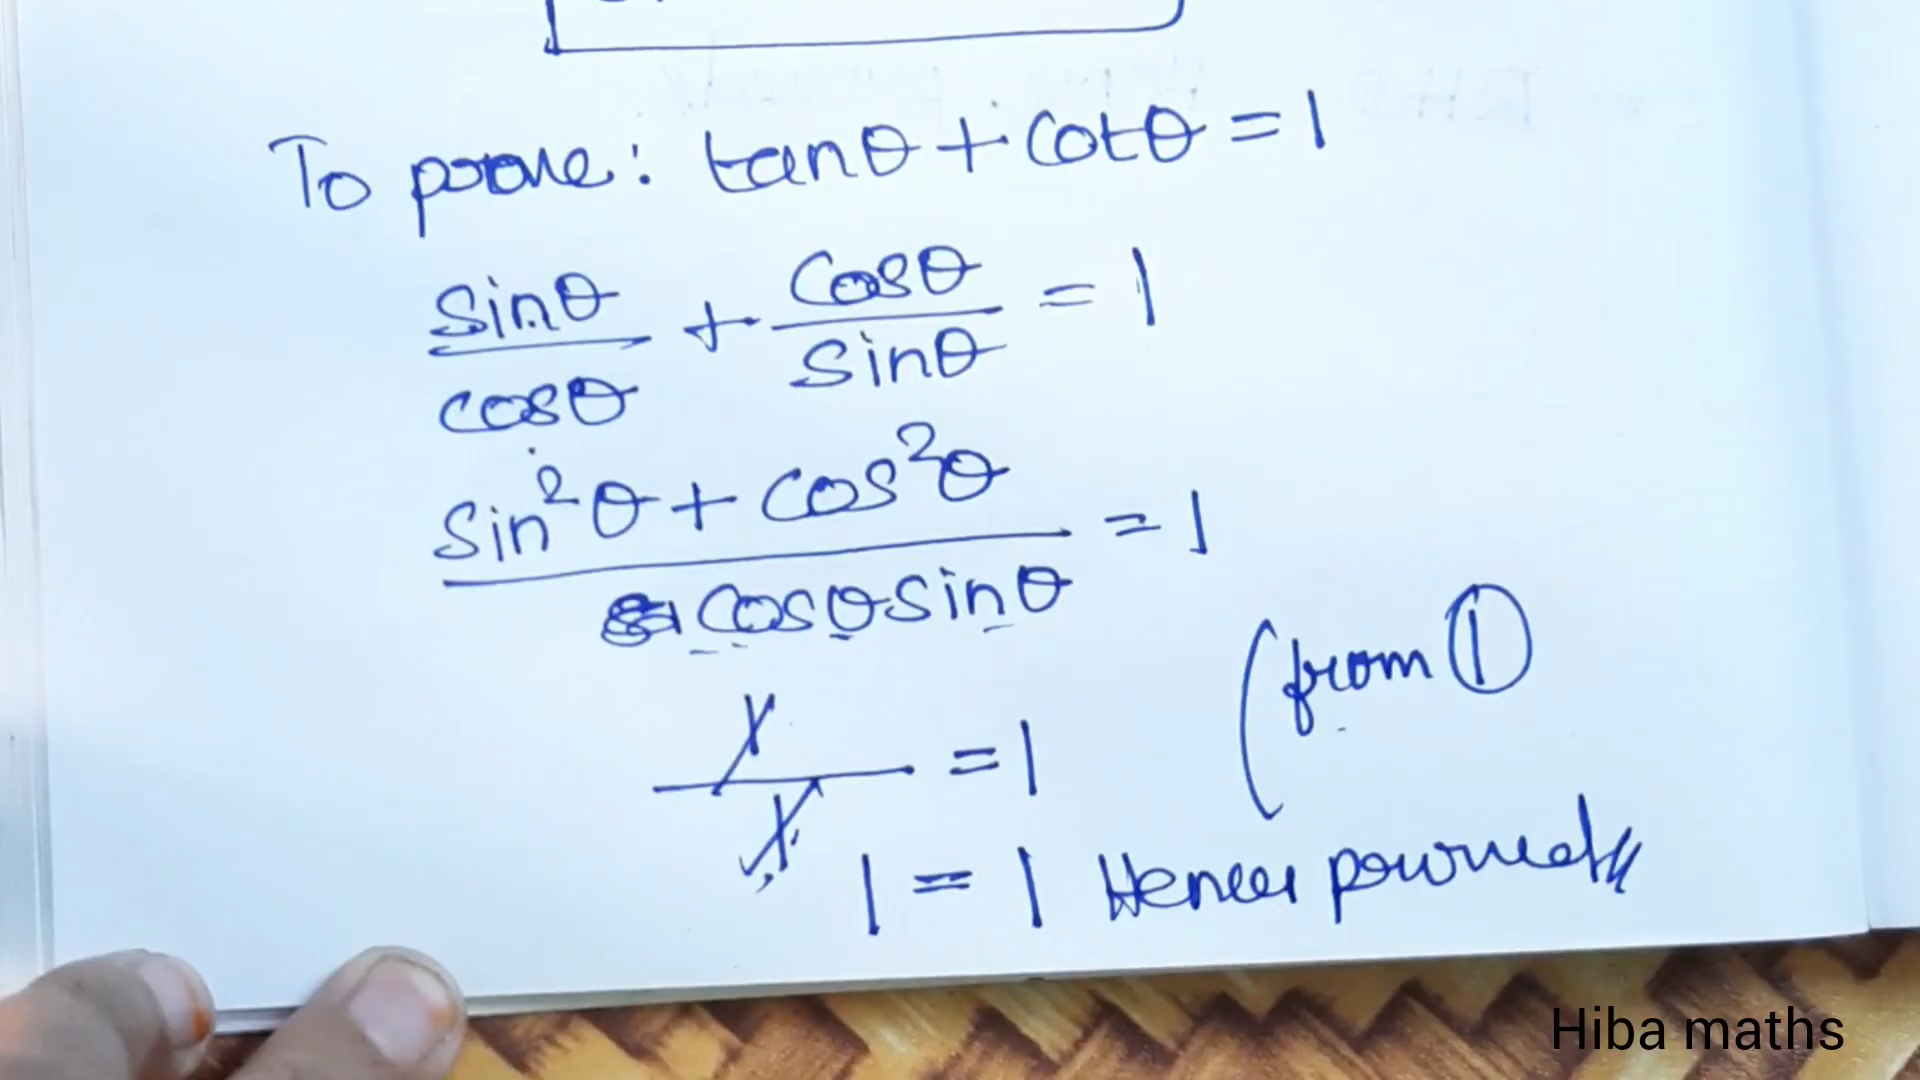 To prove: tanθ + cotθ = 1
sinθ/cosθ + cosθ/sinθ = 1
sin²θ + cos²θ / cosθ sinθ = 1
1/1 = 1 (from ①
1 = 1 Hence proved //
Hiba maths